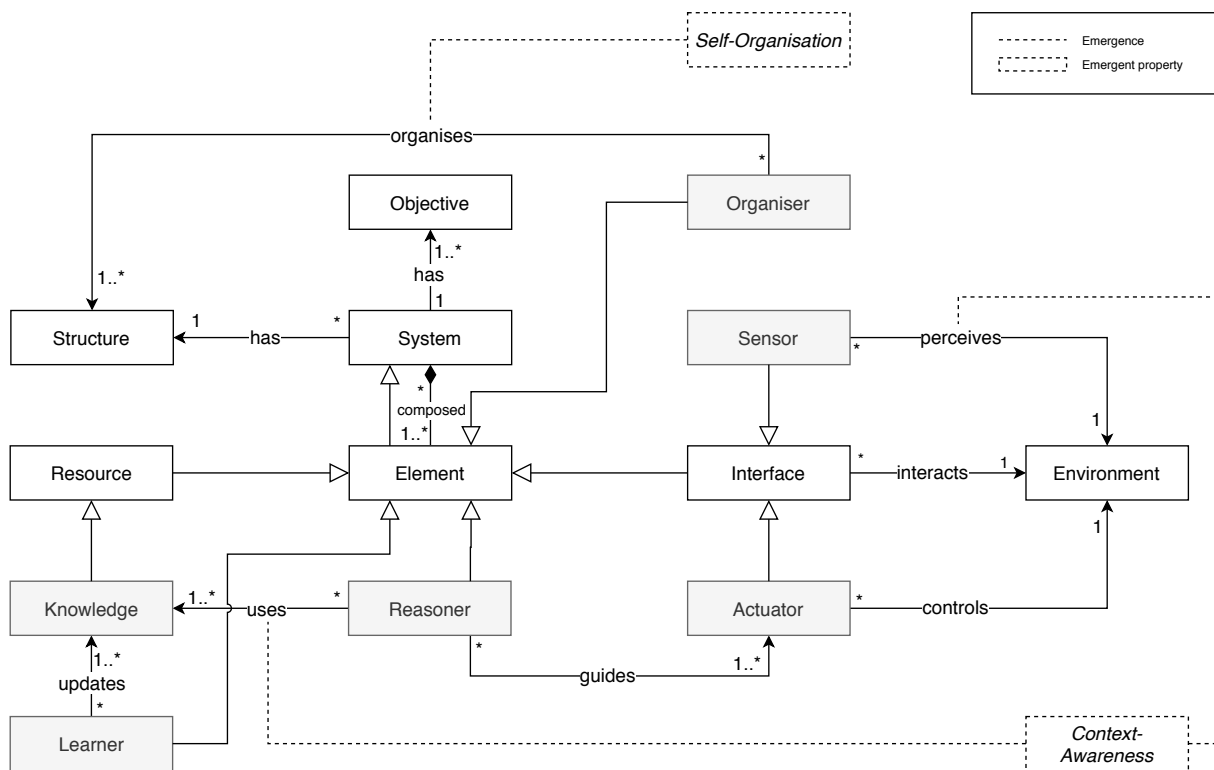 Self-Organisation
Emergence
Emergent property
organises
*
Objective
Organiser
1..*
has
1..*
1
Structure
1
has
*
System
Sensor
*
perceives
*
composed
1..*
1
Resource
Element
Interface
*
interacts
1
Environment
1
Knowledge
1..*
uses
*
Reasoner
Actuator
*
controls
*
1..*
1..*
guides
updates
*
Learner
Context-
Awareness